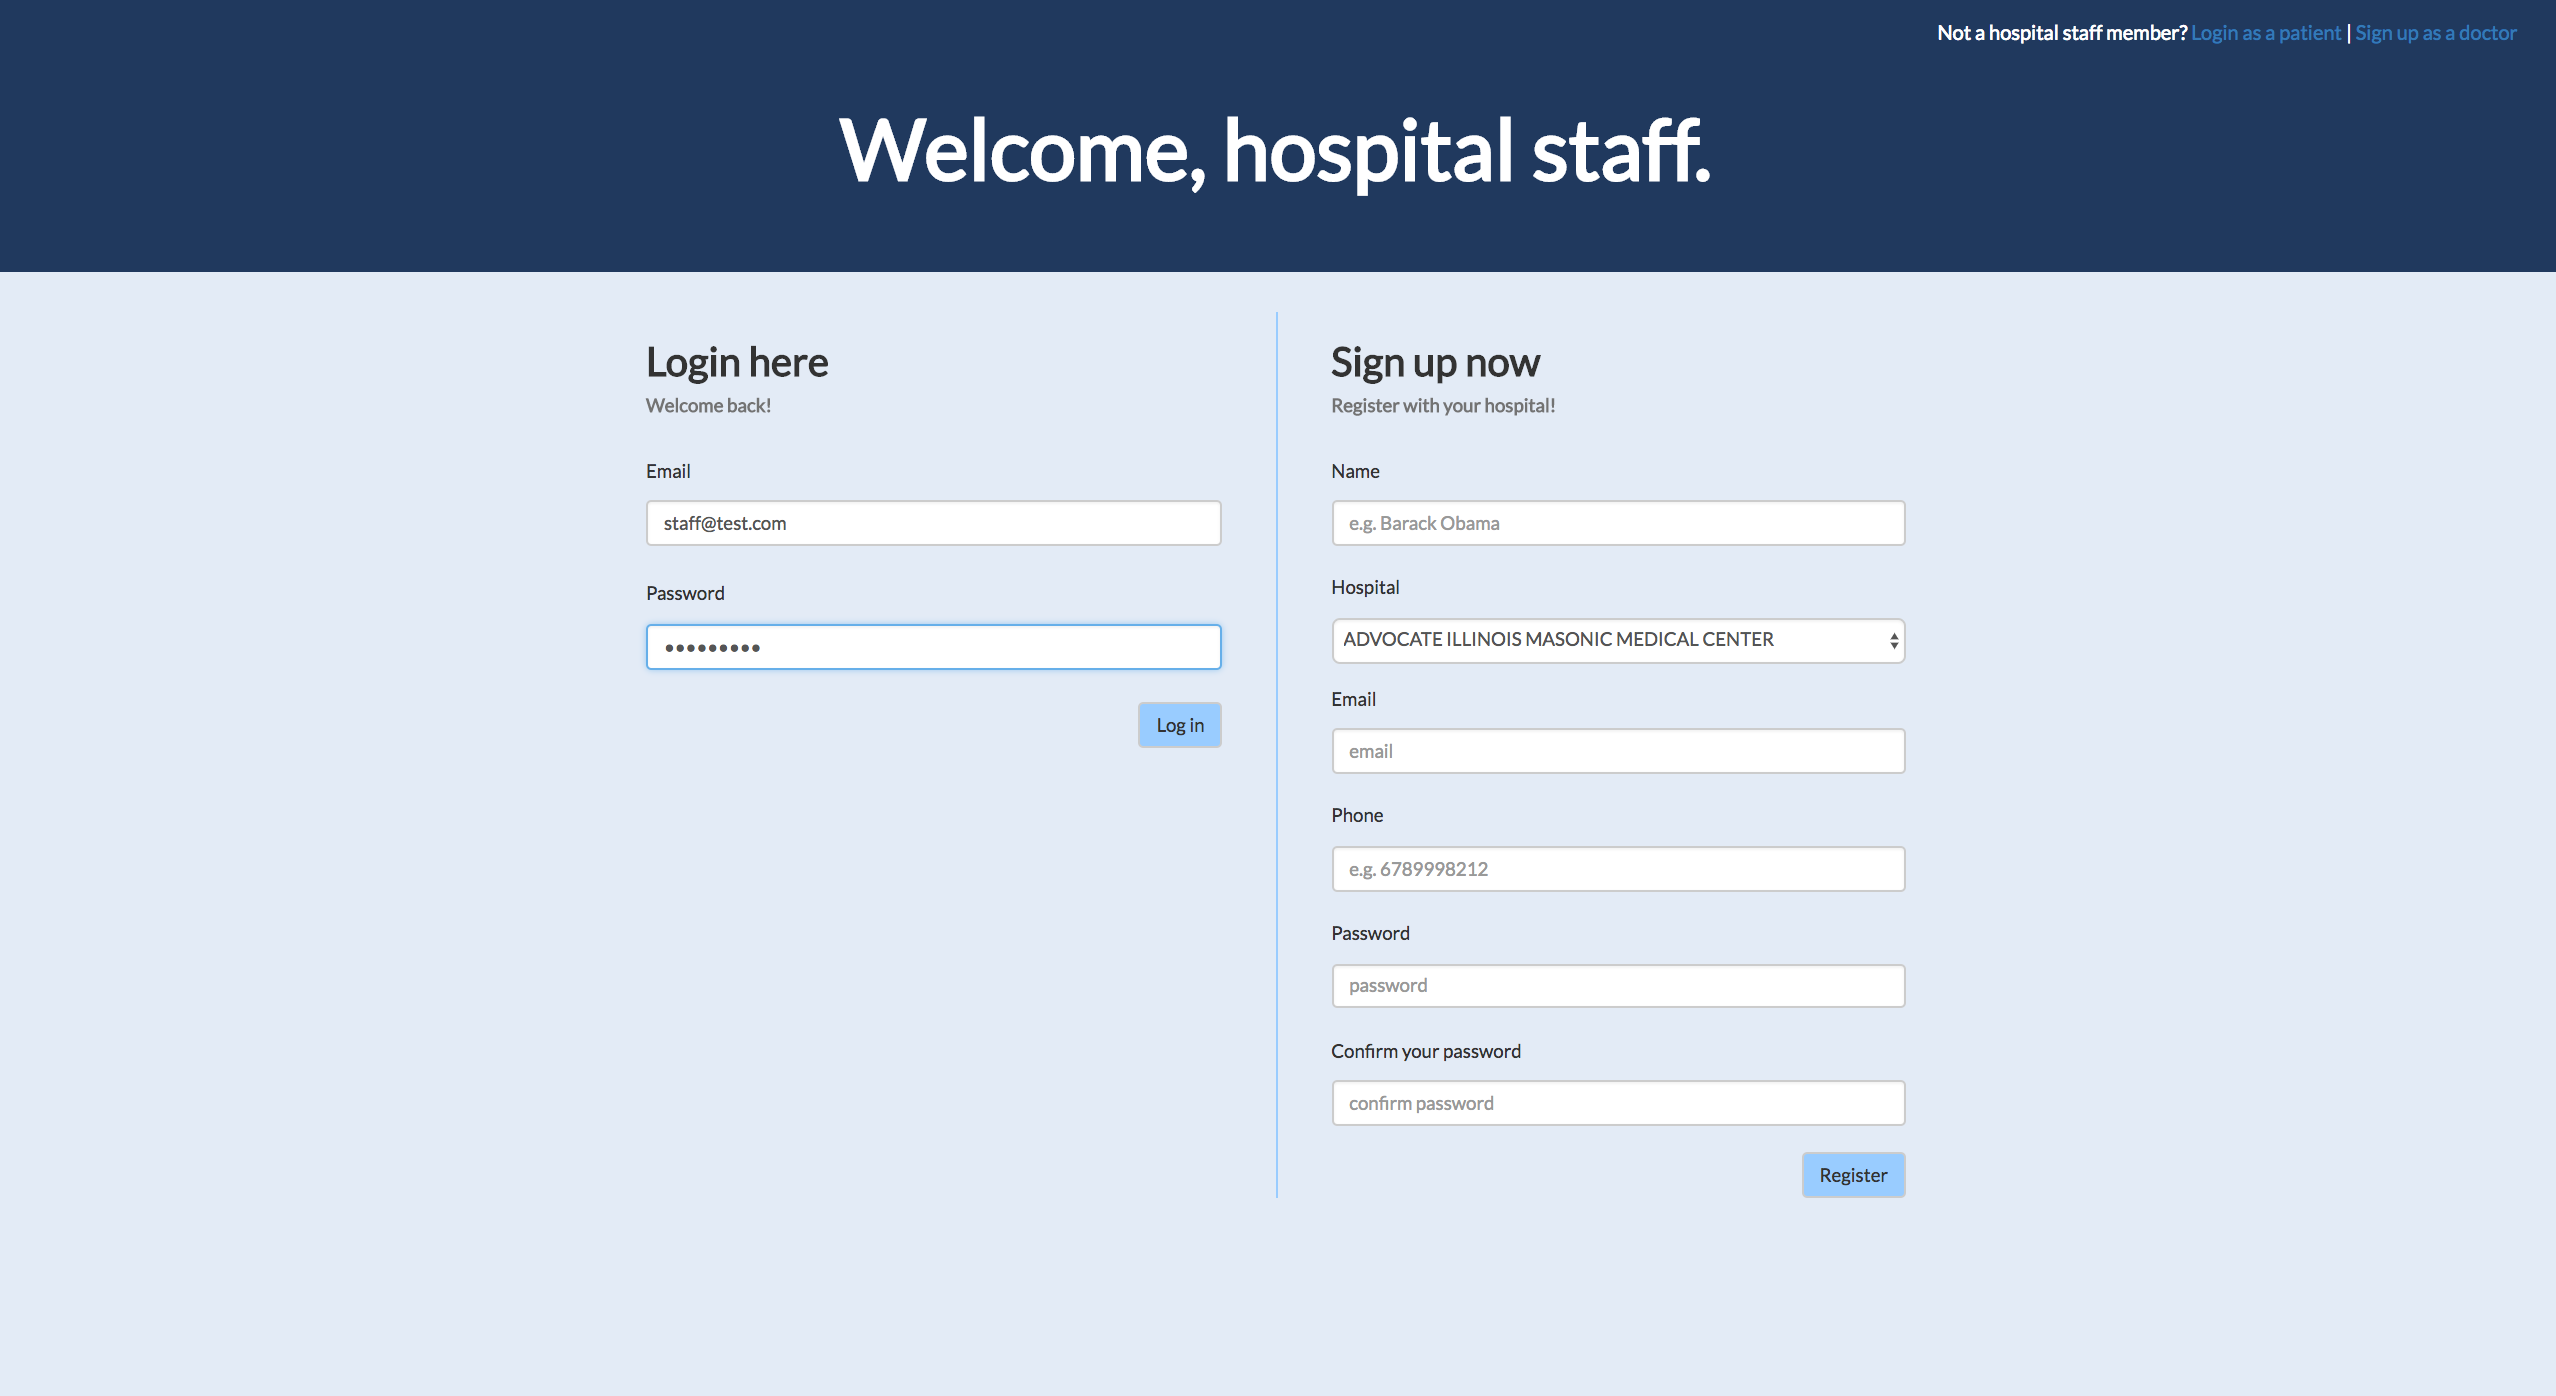 Not a hospital staff member? Login as a patient | Sign up as a doctor
Welcome, hospital staff.
Login here
Welcome back!
Email
staff@test.com
Password
•••••••••
Log in
Sign up now
Register with your hospital!
Name
e.g. Barack Obama
Hospital
ADVOCATE ILLINOIS MASONIC MEDICAL CENTER
Email
email
Phone
e.g. 6789998212
Password
password
Confirm your password
confirm password
Register